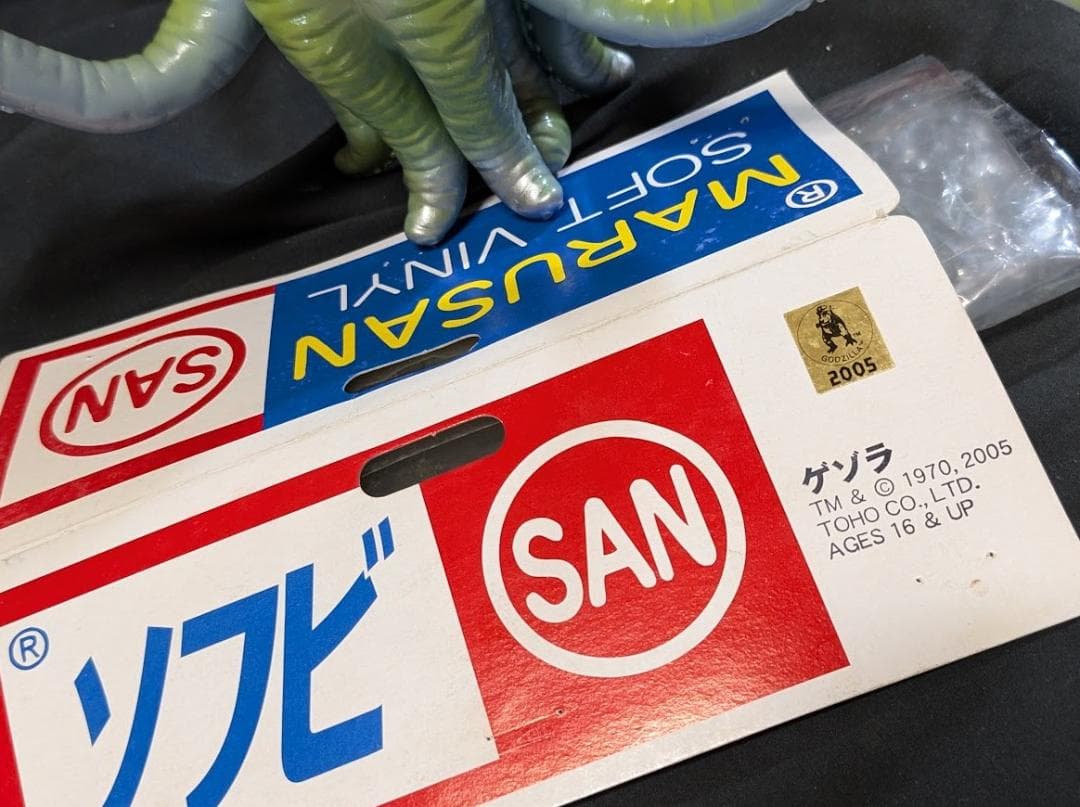 MARUSAN®
SOFT VINYL
SAN
GODZILLA™
2005
SAN
®
ソフビ
ゲゾラ
TM & © 1970, 2005
TOHO CO., LTD.
AGES 16 & UP